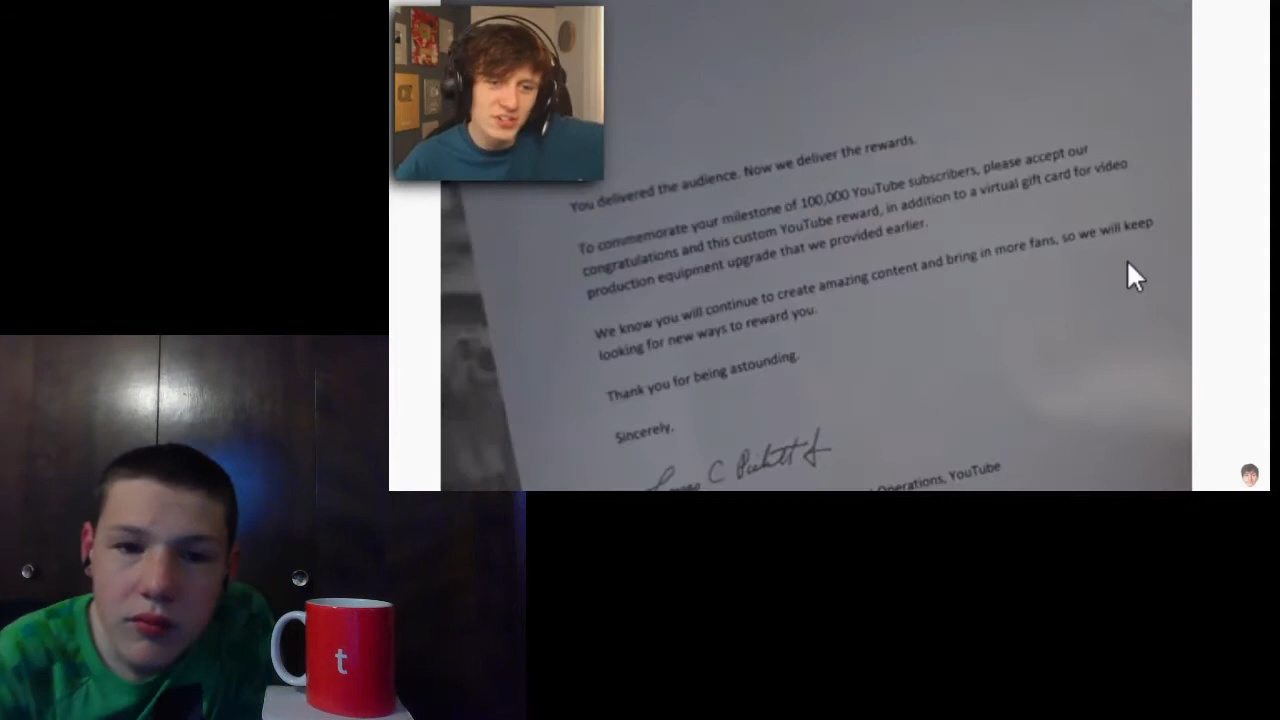 You delivered the audience. Now we deliver the rewards.
To commemorate your milestone of 100,000 YouTube subscribers, please accept our
congratulations and this custom YouTube reward, in addition to a virtual gift card for video
production equipment upgrade that we provided earlier.
We know you will continue to create amazing content and bring in more fans, so we will keep
looking for new ways to reward you.
Thank you for being astounding.
Sincerely,
C
Operations, YouTube
t